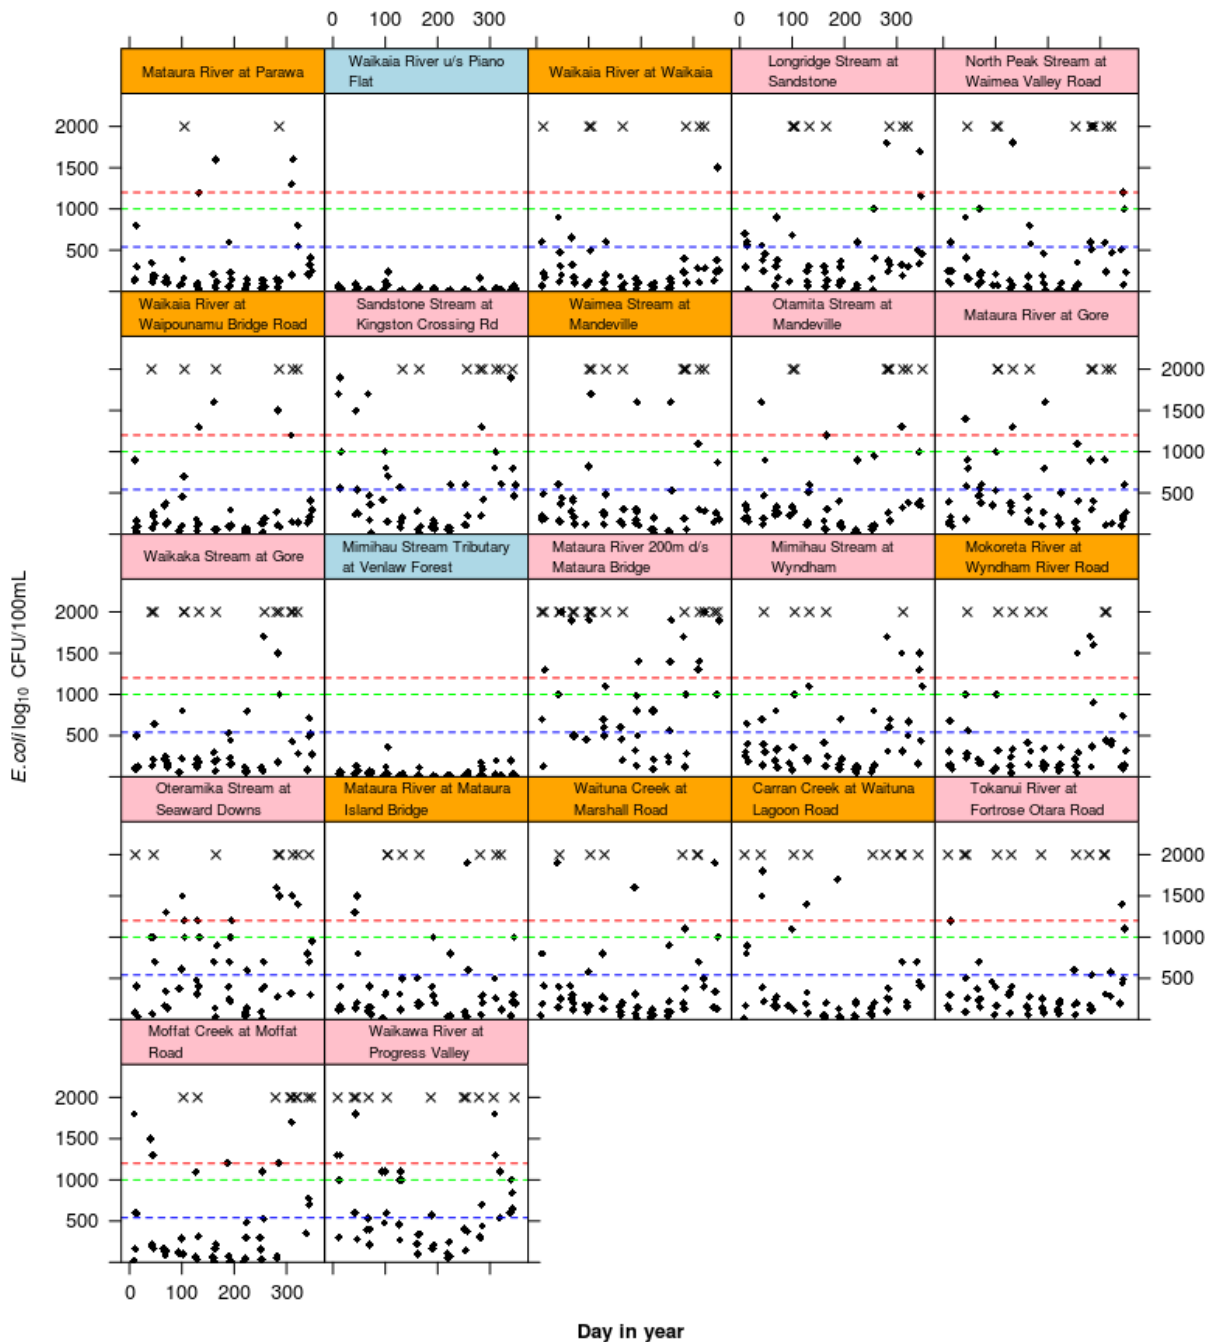 0 100 200 300 0 100 200 300
Mataura River at Parawa
Waikaia River u/s Piano
Flat
Waikaia River at Waikaia
Longridge Stream at
Sandstone
North Peak Stream at
Waimea Valley Road
2000
1500
1000
500
Waikaia River at
Waipounamu Bridge Road
Sandstone Stream at
Kingston Crossing Rd
Waimea Stream at
Mandeville
Otamita Stream at
Mandeville
Mataura River at Gore
2000
1500
1000
500
Waikaka Stream at Gore
Mimihau Stream Tributary
at Venlaw Forest
Mataura River 200m d/s
Mataura Bridge
Mimihau Stream at
Wyndham
Mokoreta River at
Wyndham River Road
2000
1500
1000
500
Oteramika Stream at
Seaward Downs
Mataura River at Mataura
Island Bridge
Waituna Creek at
Marshall Road
Carran Creek at Waituna
Lagoon Road
Tokanui River at
Fortrose Otara Road
2000
1500
1000
500
Moffat Creek at Moffat
Road
Waikawa River at
Progress Valley
2000
1500
1000
500
0 100 200 300
E.coli log10 CFU/100mL
Day in year